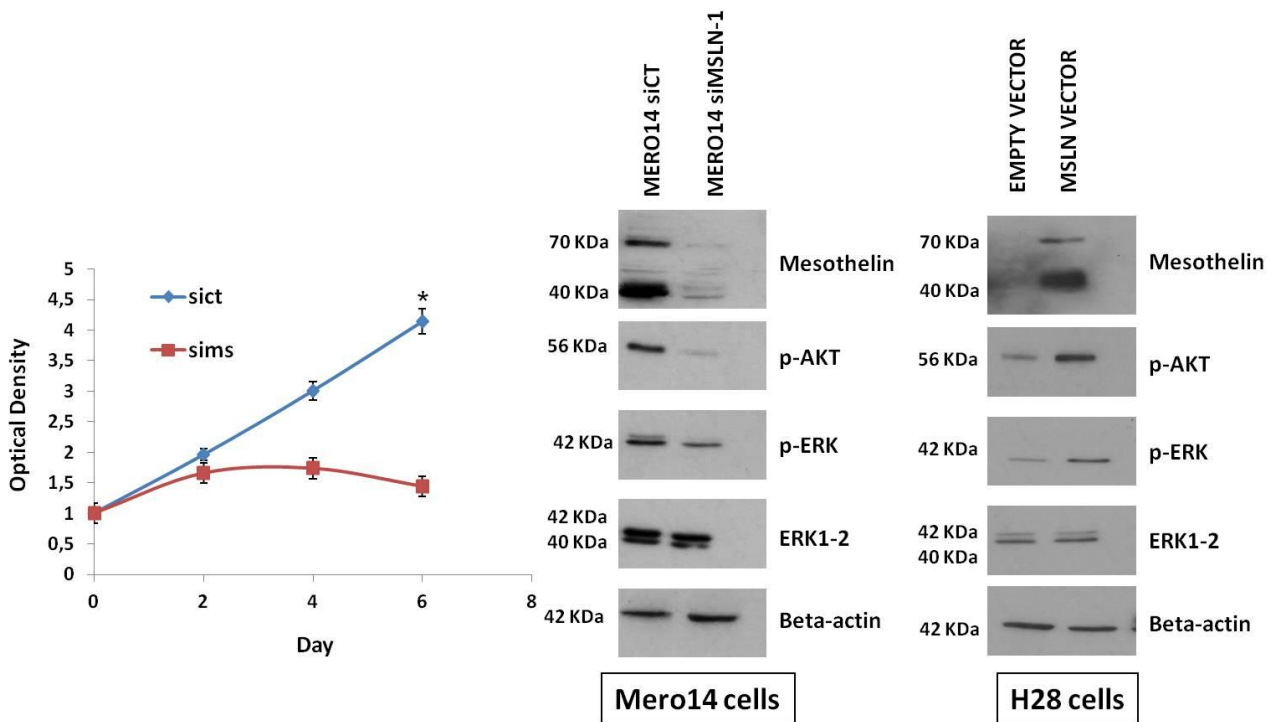 5
4,5
4
3,5
3
2,5
2
1,5
1
0,5
0
0 2 4 6 8
Optical Density
Day
sict
sims
*
MERO14 siCT
MERO14 siMSLN-1
70 KDa
40 KDa
Mesothelin
56 KDa
p-AKT
42 KDa
p-ERK
42 KDa
40 KDa
ERK1-2
42 KDa
Beta-actin
Mero14 cells
EMPTY VECTOR
MSLN VECTOR
70 KDa
40 KDa
Mesothelin
56 KDa
p-AKT
42 KDa
p-ERK
42 KDa
40 KDa
ERK1-2
42 KDa
Beta-actin
H28 cells